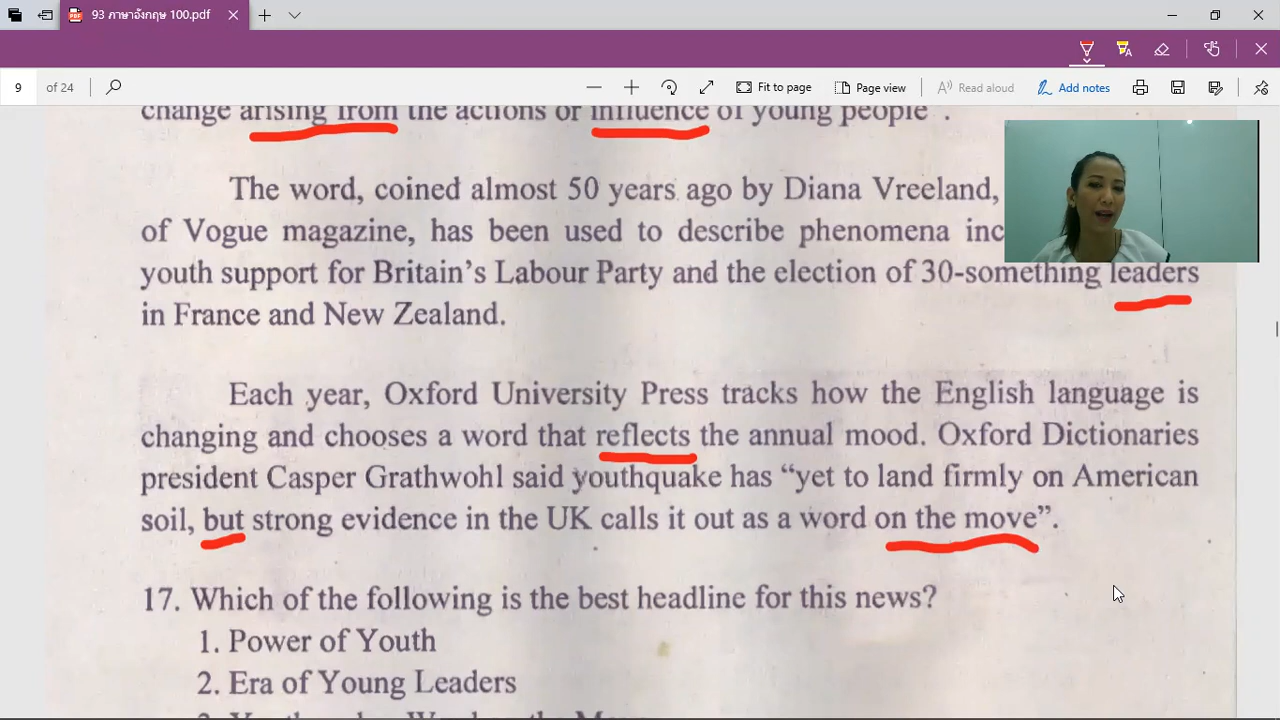 93 ภาษาอังกฤษ 100.pdf
9 of 24
Fit to page
Page view
Read aloud
Add notes
change arising from the actions or influence of young people".
The word, coined almost 50 years ago by Diana Vreeland,
of Vogue magazine, has been used to describe phenomena inc
youth support for Britain's Labour Party and the election of 30-something leaders
in France and New Zealand.
Each year, Oxford University Press tracks how the English language is
changing and chooses a word that reflects the annual mood. Oxford Dictionaries
president Casper Grathwohl said youthquake has "yet to land firmly on American
soil, but strong evidence in the UK calls it out as a word on the move".
17. Which of the following is the best headline for this news?
1. Power of Youth
2. Era of Young Leaders